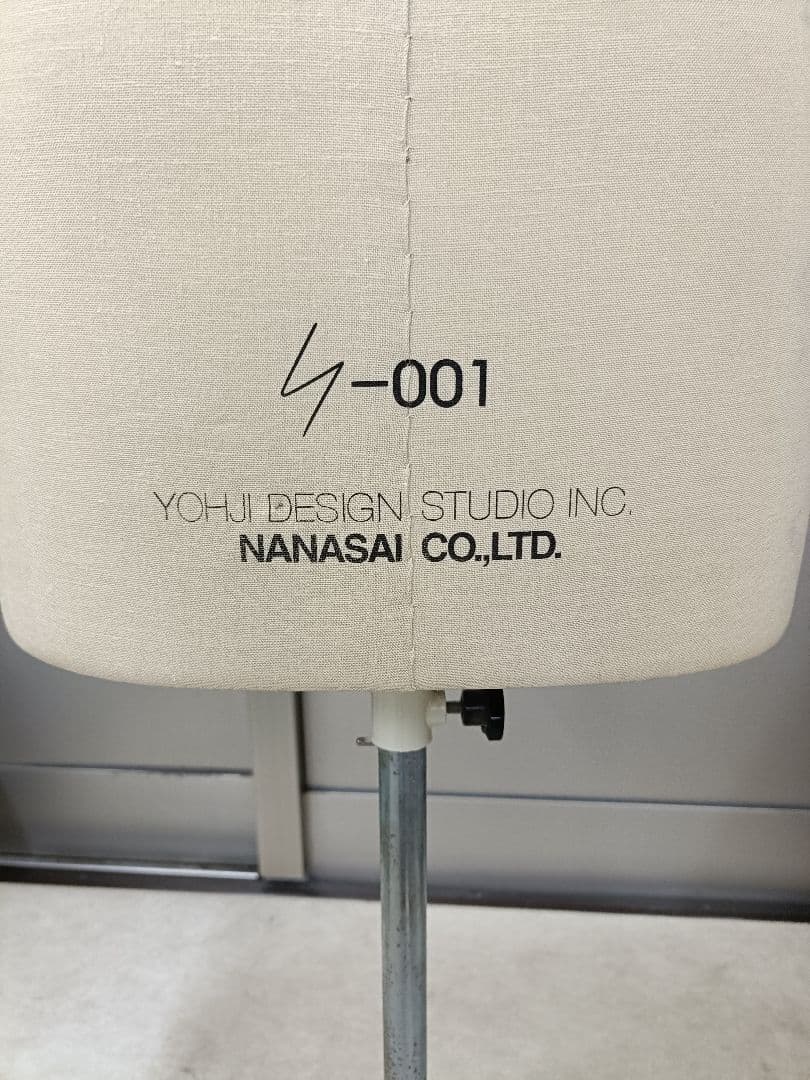 -001
YOHJI DESIGN STUDIO INC.
NANASAI CO.,LTD.